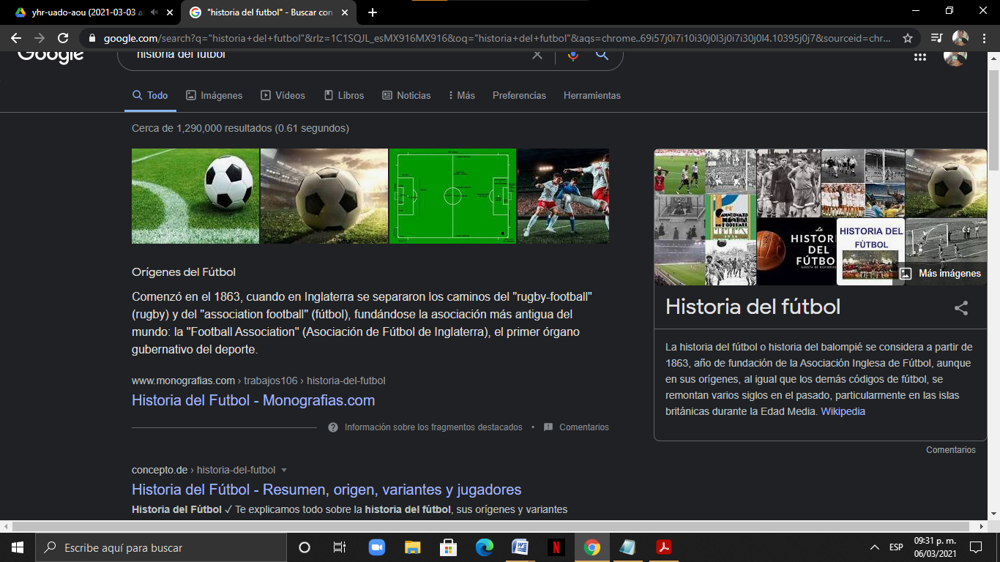 yhr-uado-aou (2021-03-03 a
"historia del futbol" - Buscar con
google.com/search?q="historia+del+futbol"&rlz=1C1SQJL_esMX916MX916&oq="historia+del+futbol"&aqs=chrome..69i57j0i7i10i30j0l3j0i7i30j0l4.10395j0j7&sourceid=chr...
Google
"historia del futbol"
Todo
Imágenes
Vídeos
Libros
Noticias
Más
Preferencias
Herramientas
Cerca de 1,290,000 resultados (0.61 segundos)
Orígenes del Fútbol
Comenzó en el 1863, cuando en Inglaterra se separaron los caminos del "rugby-football"
(rugby) y del "association football" (fútbol), fundándose la asociación más antigua del
mundo: la "Football Association" (Asociación de Fútbol de Inglaterra), el primer órgano
gubernativo del deporte.
www.monografias.com › trabajos106 › historia-del-futbol
Historia del Futbol - Monografias.com
Información sobre los fragmentos destacados
•
Comentarios
concepto.de › historia-del-futbol
Historia del Fútbol - Resumen, origen, variantes y jugadores
Historia del Fútbol ✓ Te explicamos todo sobre la historia del fútbol, sus orígenes y variantes
La
HISTORI
DEL
FÚTBO
HISTORIA DEL
FÙTBOL
Más imágenes
Historia del fútbol
La historia del fútbol o historia del balompié se considera a partir de
1863, año de fundación de la Asociación Inglesa de Fútbol, aunque
en sus orígenes, al igual que los demás códigos de fútbol, se
remontan varios siglos en el pasado, particularmente en las islas
británicas durante la Edad Media. Wikipedia
Comentarios
Escribe aquí para buscar
ESP
09:31 p. m.
06/03/2021